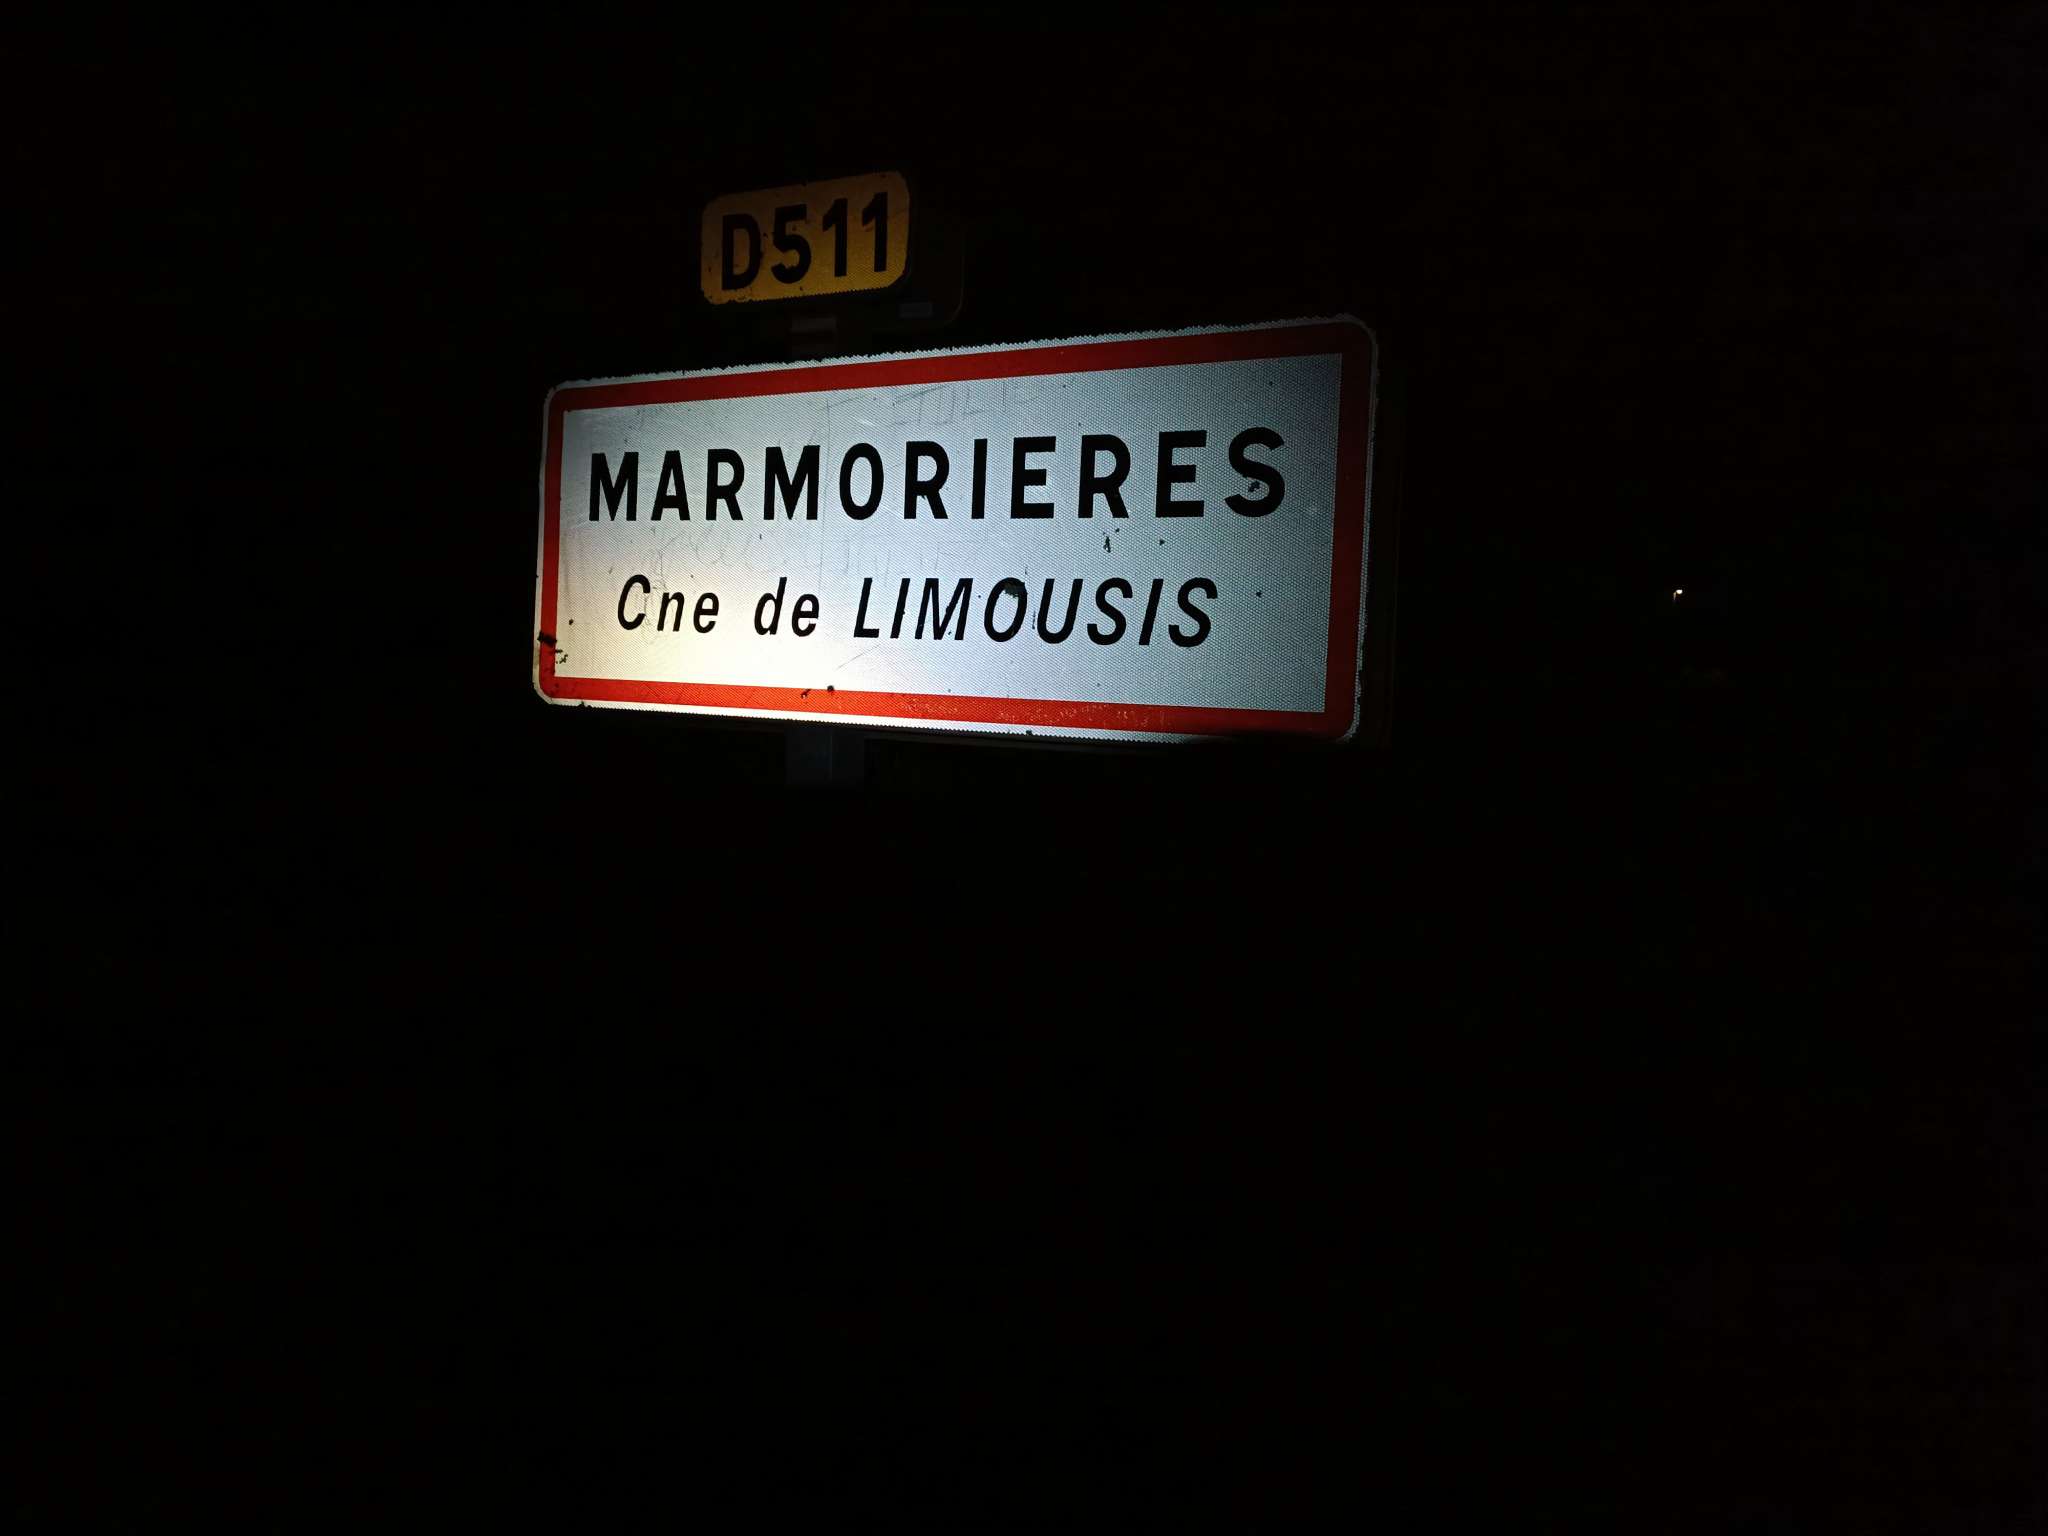 D511
MARMORIERES
Cne de LIMOUSIS